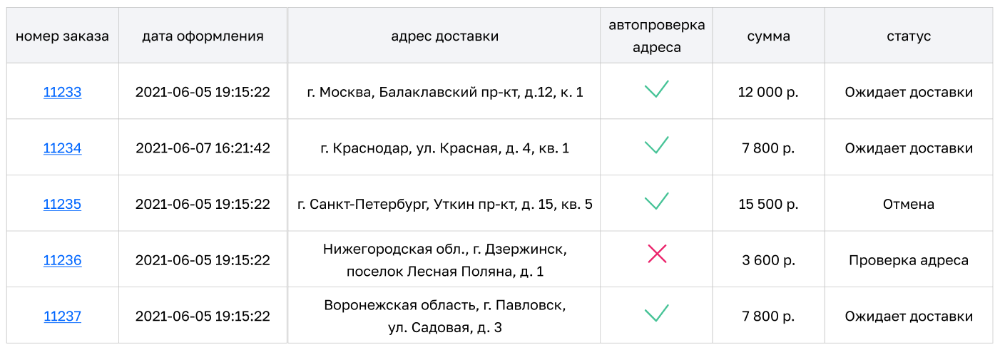 номер заказа
дата оформления
адрес доставки
автопроверка
адреса
сумма
статус
11233
2021-06-05 19:15:22
г. Москва, Балаклавский пр-кт, д.12, к. 1
12 000 р.
Ожидает доставки
11234
2021-06-07 16:21:42
г. Краснодар, ул. Красная, д. 4, кв. 1
7 800 р.
Ожидает доставки
11235
2021-06-05 19:15:22
г. Санкт-Петербург, Уткин пр-кт, д. 15, кв. 5
15 500 р.
Отмена
11236
2021-06-05 19:15:22
Нижегородская обл., г. Дзержинск,
поселок Лесная Поляна, д. 1
3 600 р.
Проверка адреса
11237
2021-06-05 19:15:22
Воронежская область, г. Павловск,
ул. Садовая, д. 3
7 800 р.
Ожидает доставки